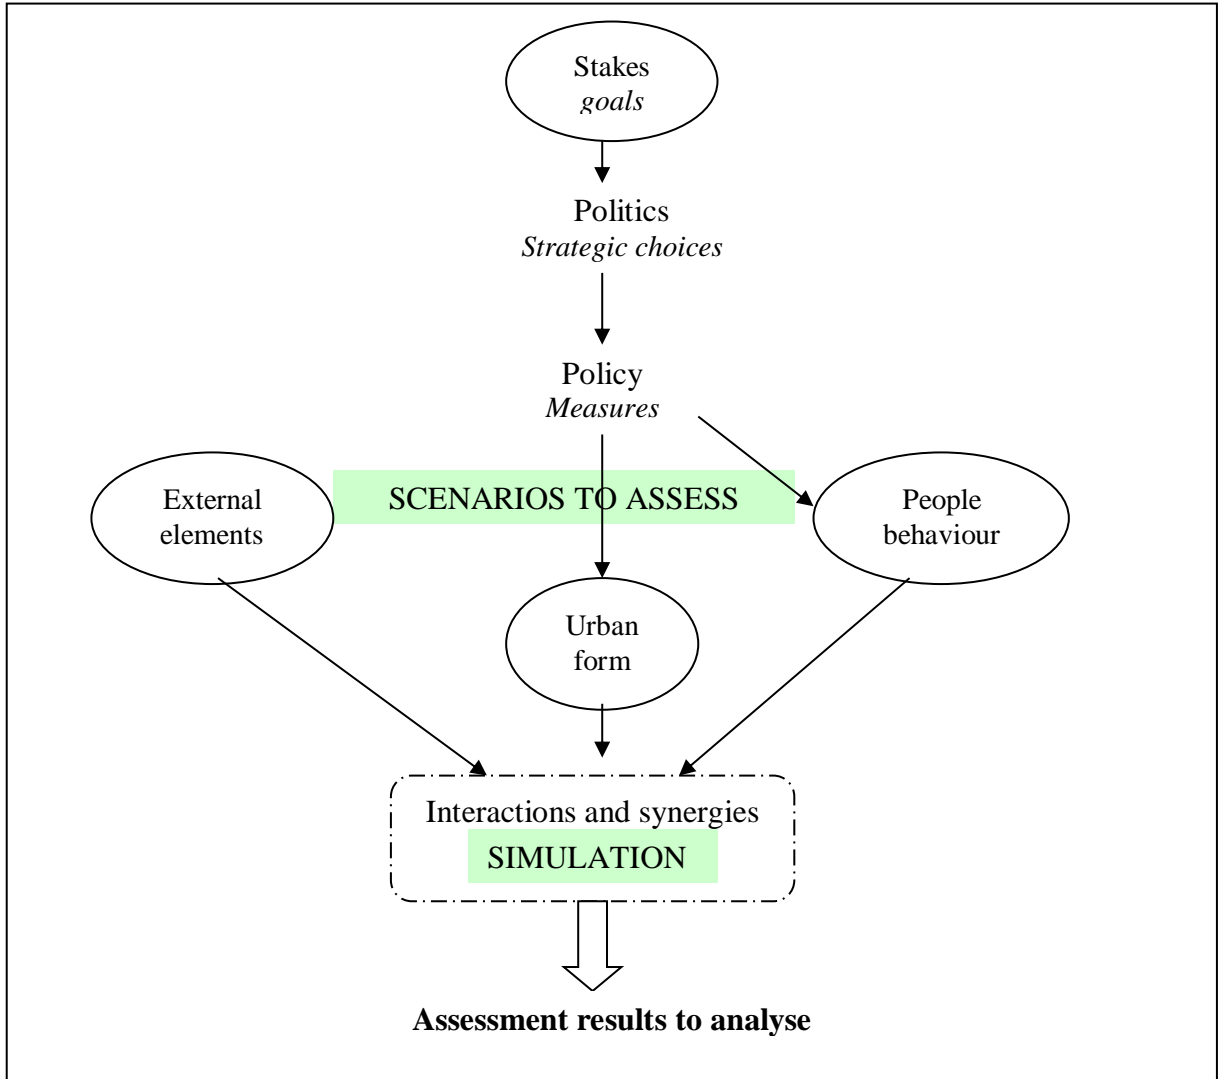 Stakes
goals
Politics
Strategic choices
Policy
Measures
External
elements
SCENARIOS TO ASSESS
People
behaviour
Urban
form
Interactions and synergies
SIMULATION
Assessment results to analyse